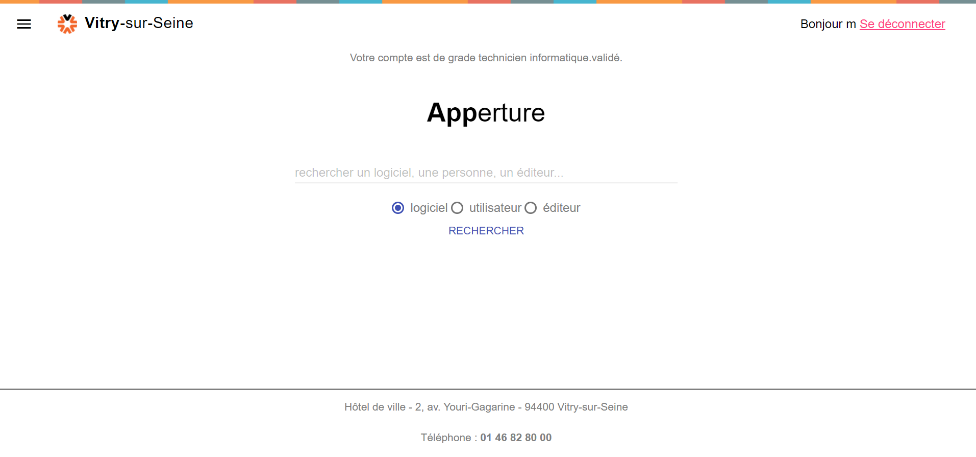 Vitry-sur-Seine
Bonjour m Se déconnecter
Votre compte est de grade technicien informatique.validé.
Apperture
rechercher un logiciel, une personne, un éditeur...
logiciel utilisateur éditeur
RECHERCHER
Hôtel de ville - 2, av. Youri-Gagarine - 94400 Vitry-sur-Seine
Téléphone : 01 46 82 80 00